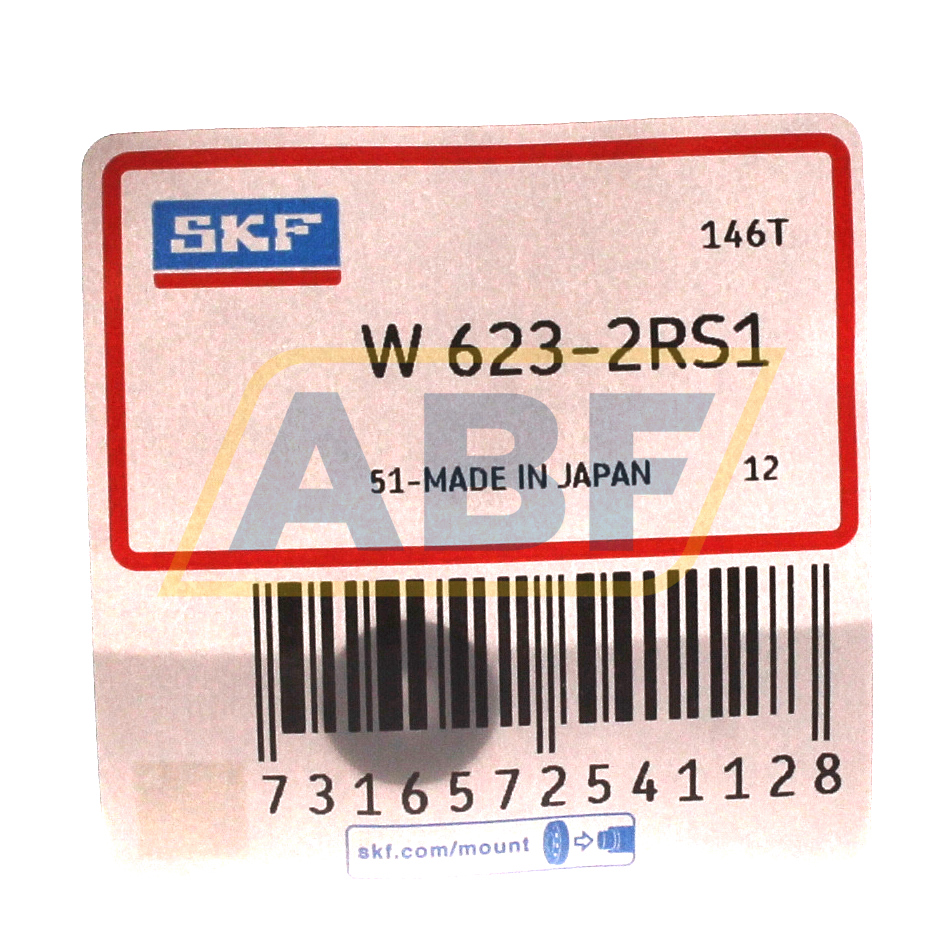 SKF
146T
W 623-2RS1
ABF
51-MADE IN JAPAN 12
7316572541128
skf.com/mount